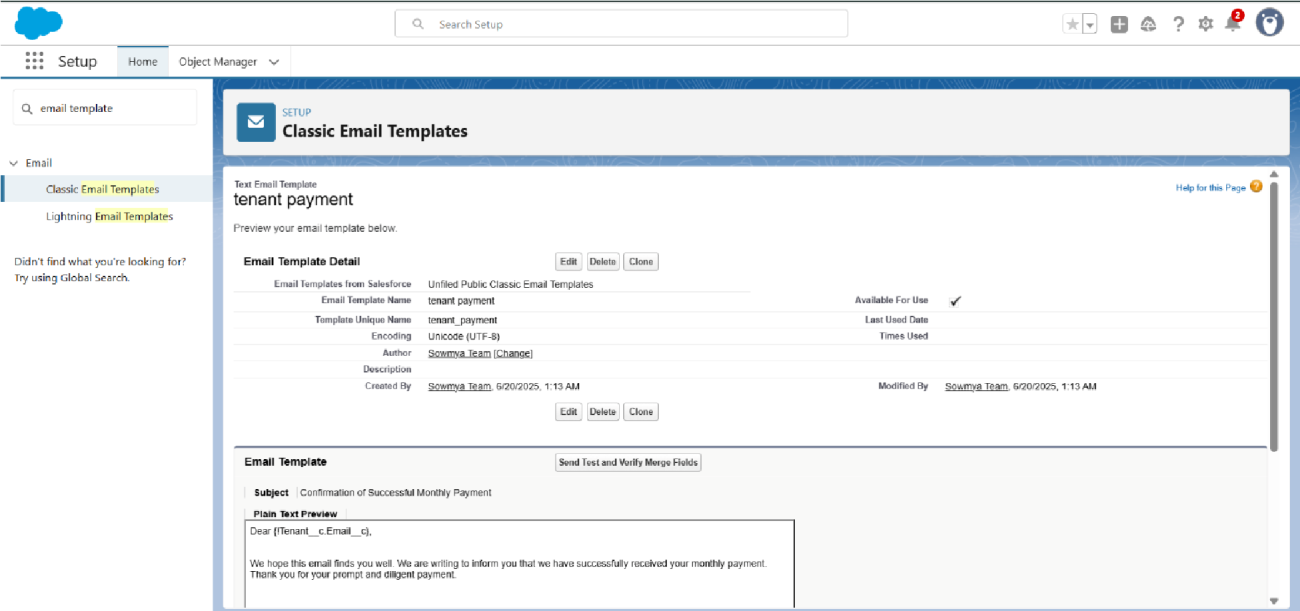 Search Setup
2
Setup
Home
Object Manager
email template
Email
Classic Email Templates
Lightning Email Templates
Didn't find what you're looking for?
Try using Global Search.
SETUP
Classic Email Templates
Text Email Template
tenant payment
Help for this Page ?
Preview your email template below.
Email Template Detail
Edit Delete Clone
Email Templates from Salesforce Unfiled Public Classic Email Templates
Email Template Name tenant payment Available For Use ✓
Template Unique Name tenant_payment Last Used Date
Encoding Unicode (UTF-8) Times Used
Author Sowmya Team [Change]
Description
Created By Sowmya Team, 6/20/2025, 1:13 AM Modified By Sowmya Team, 6/20/2025, 1:13 AM
Edit Delete Clone
Email Template
Send Test and Verify Merge Fields
Subject Confirmation of Successful Monthly Payment
Plain Text Preview
Dear {!Tenant__c.Email__c},
We hope this email finds you well. We are writing to inform you that we have successfully received your monthly payment.
Thank you for your prompt and diligent payment.